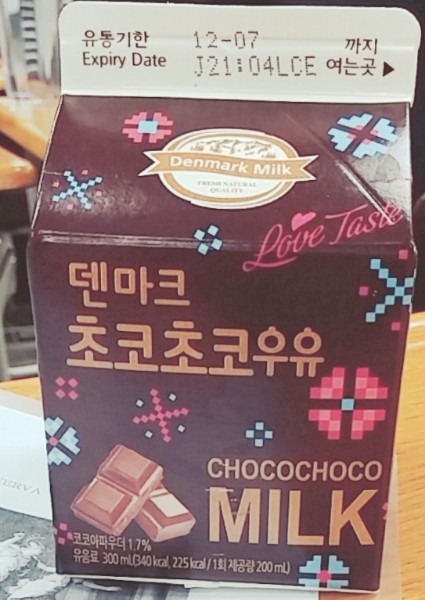 유통기한 12-07 까지
Expiry Date J21:04LCE 여는곳▶
Denmark Milk
FRESH NATURAL
QUALITY
Love Taste
덴마크
초코초코우유
CHOCOCHOCO
MILK
코코아파우더 1.7%
유음료 300 mL(340 kcal, 225 kcal/1회 제공량 200 mL)